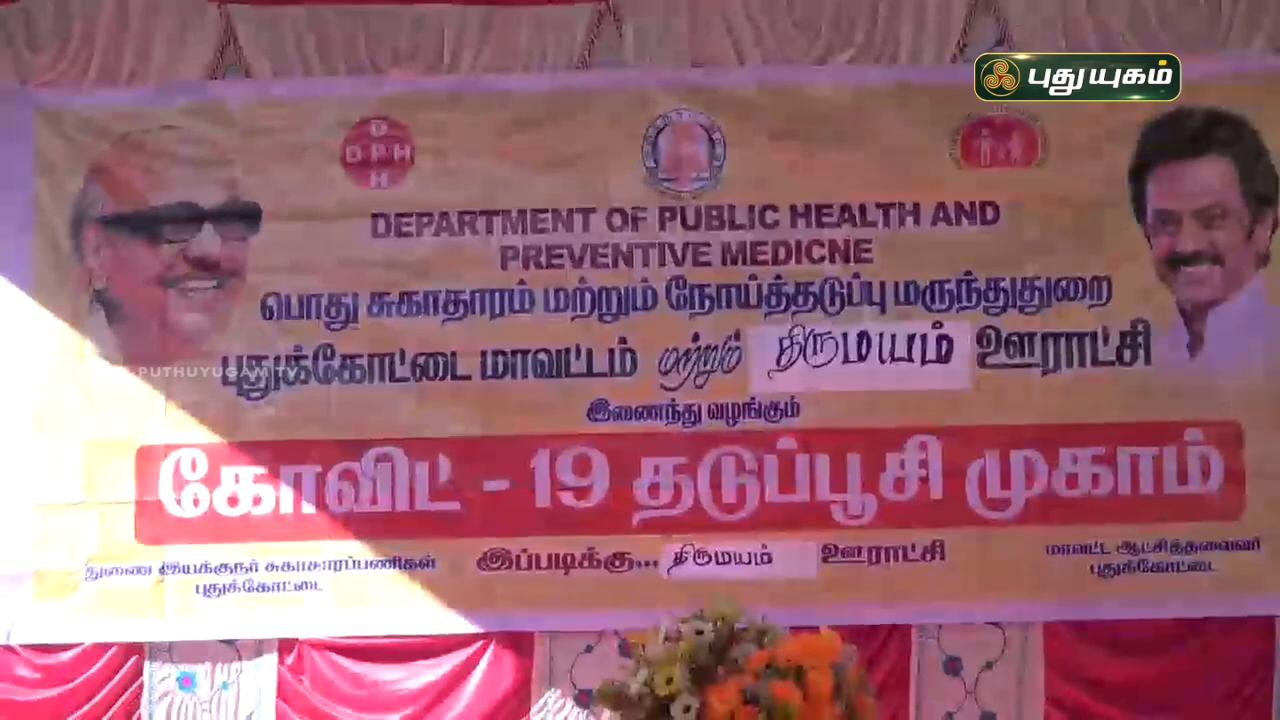 புதுயுகம்
D
DPH
H
DEPARTMENT OF PUBLIC HEALTH AND
PREVENTIVE MEDICNE
பொது சுகாதாரம் மற்றும் நோய்த்தடுப்பு மருந்துதுறை
புதுக்கோட்டை மாவட்டம் மற்றும் திருமயம் ஊராட்சி
PUTHUYUGAM TV
இணைந்து வழங்கும்
கோவிட் - 19 தடுப்பூசி முகாம்
துணை இயக்குநர் சுகாதாரப்பணிகள்
புதுக்கோட்டை
இப்படிக்கு... திருமயம் ஊராட்சி
மாவட்ட ஆட்சித்தலைவர்
புதுக்கோட்டை